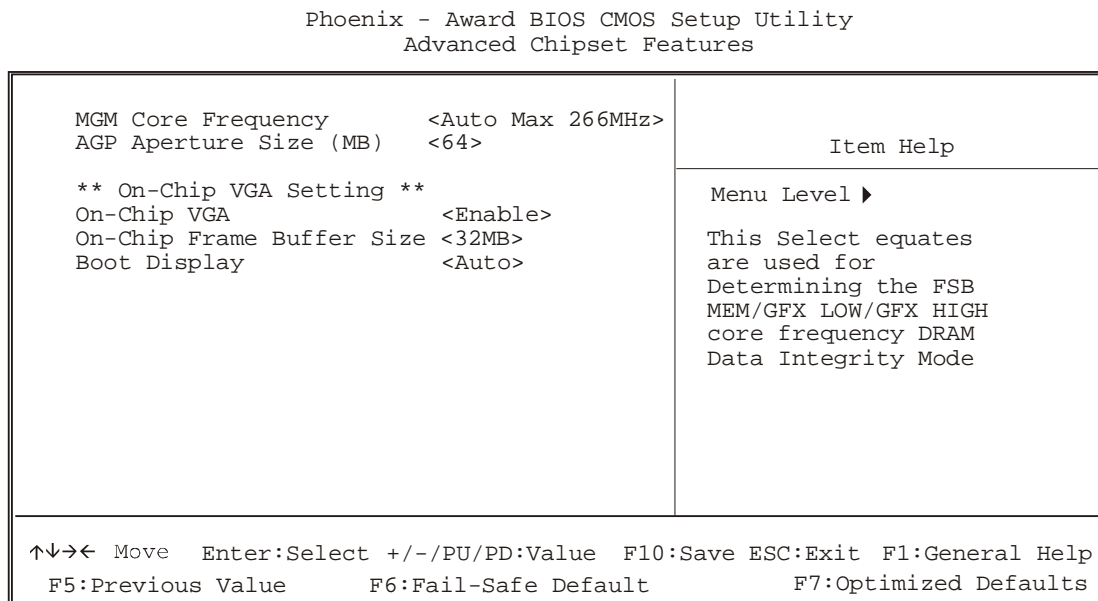 Phoenix - Award BIOS CMOS Setup Utility
Advanced Chipset Features
MGM Core Frequency <Auto Max 266MHz>
AGP Aperture Size (MB) <64>
** On-Chip VGA Setting **
On-Chip VGA <Enable>
On-Chip Frame Buffer Size <32MB>
Boot Display <Auto>
Item Help
Menu Level
This Select equates
are used for
Determining the FSB
MEM/GFX LOW/GFX HIGH
core frequency DRAM
Data Integrity Mode
↑↓→← Move Enter:Select +/-/PU/PD:Value F10:Save ESC:Exit F1:General Help
F5:Previous Value F6:Fail-Safe Default F7:Optimized Defaults